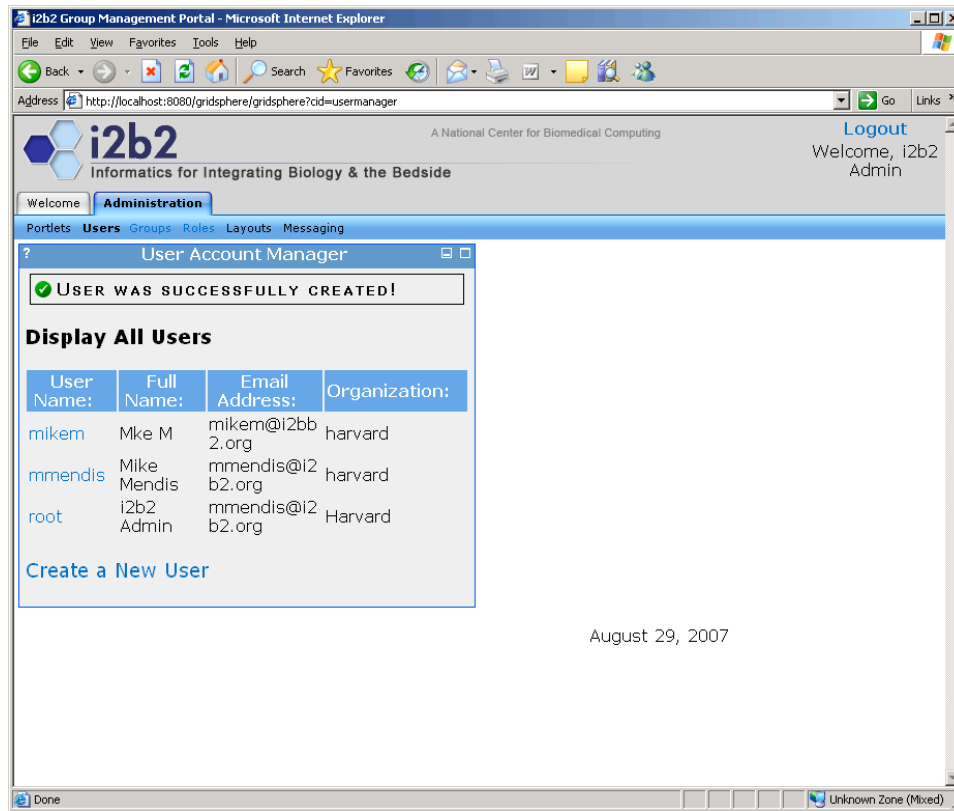 i2b2 Group Management Portal - Microsoft Internet Explorer
File Edit View Favorites Tools Help
Back Search Favorites
Address http://localhost:8080/gridsphere/gridsphere?cid=usermanager Go Links »
i2b2
A National Center for Biomedical Computing
Informatics for Integrating Biology & the Bedside
Logout
Welcome, i2b2
Admin
Welcome Administration
Portlets Users Groups Roles Layouts Messaging
? User Account Manager
USER WAS SUCCESSFULLY CREATED!
Display All Users
User Name: Full Name: Email Address: Organization:
mikem Mke M mikem@i2bb2.org harvard
mmendis Mike Mendis mmendis@i2b2.org harvard
root i2b2 Admin mmendis@i2b2.org Harvard
Create a New User
August 29, 2007
Done Unknown Zone (Mixed)